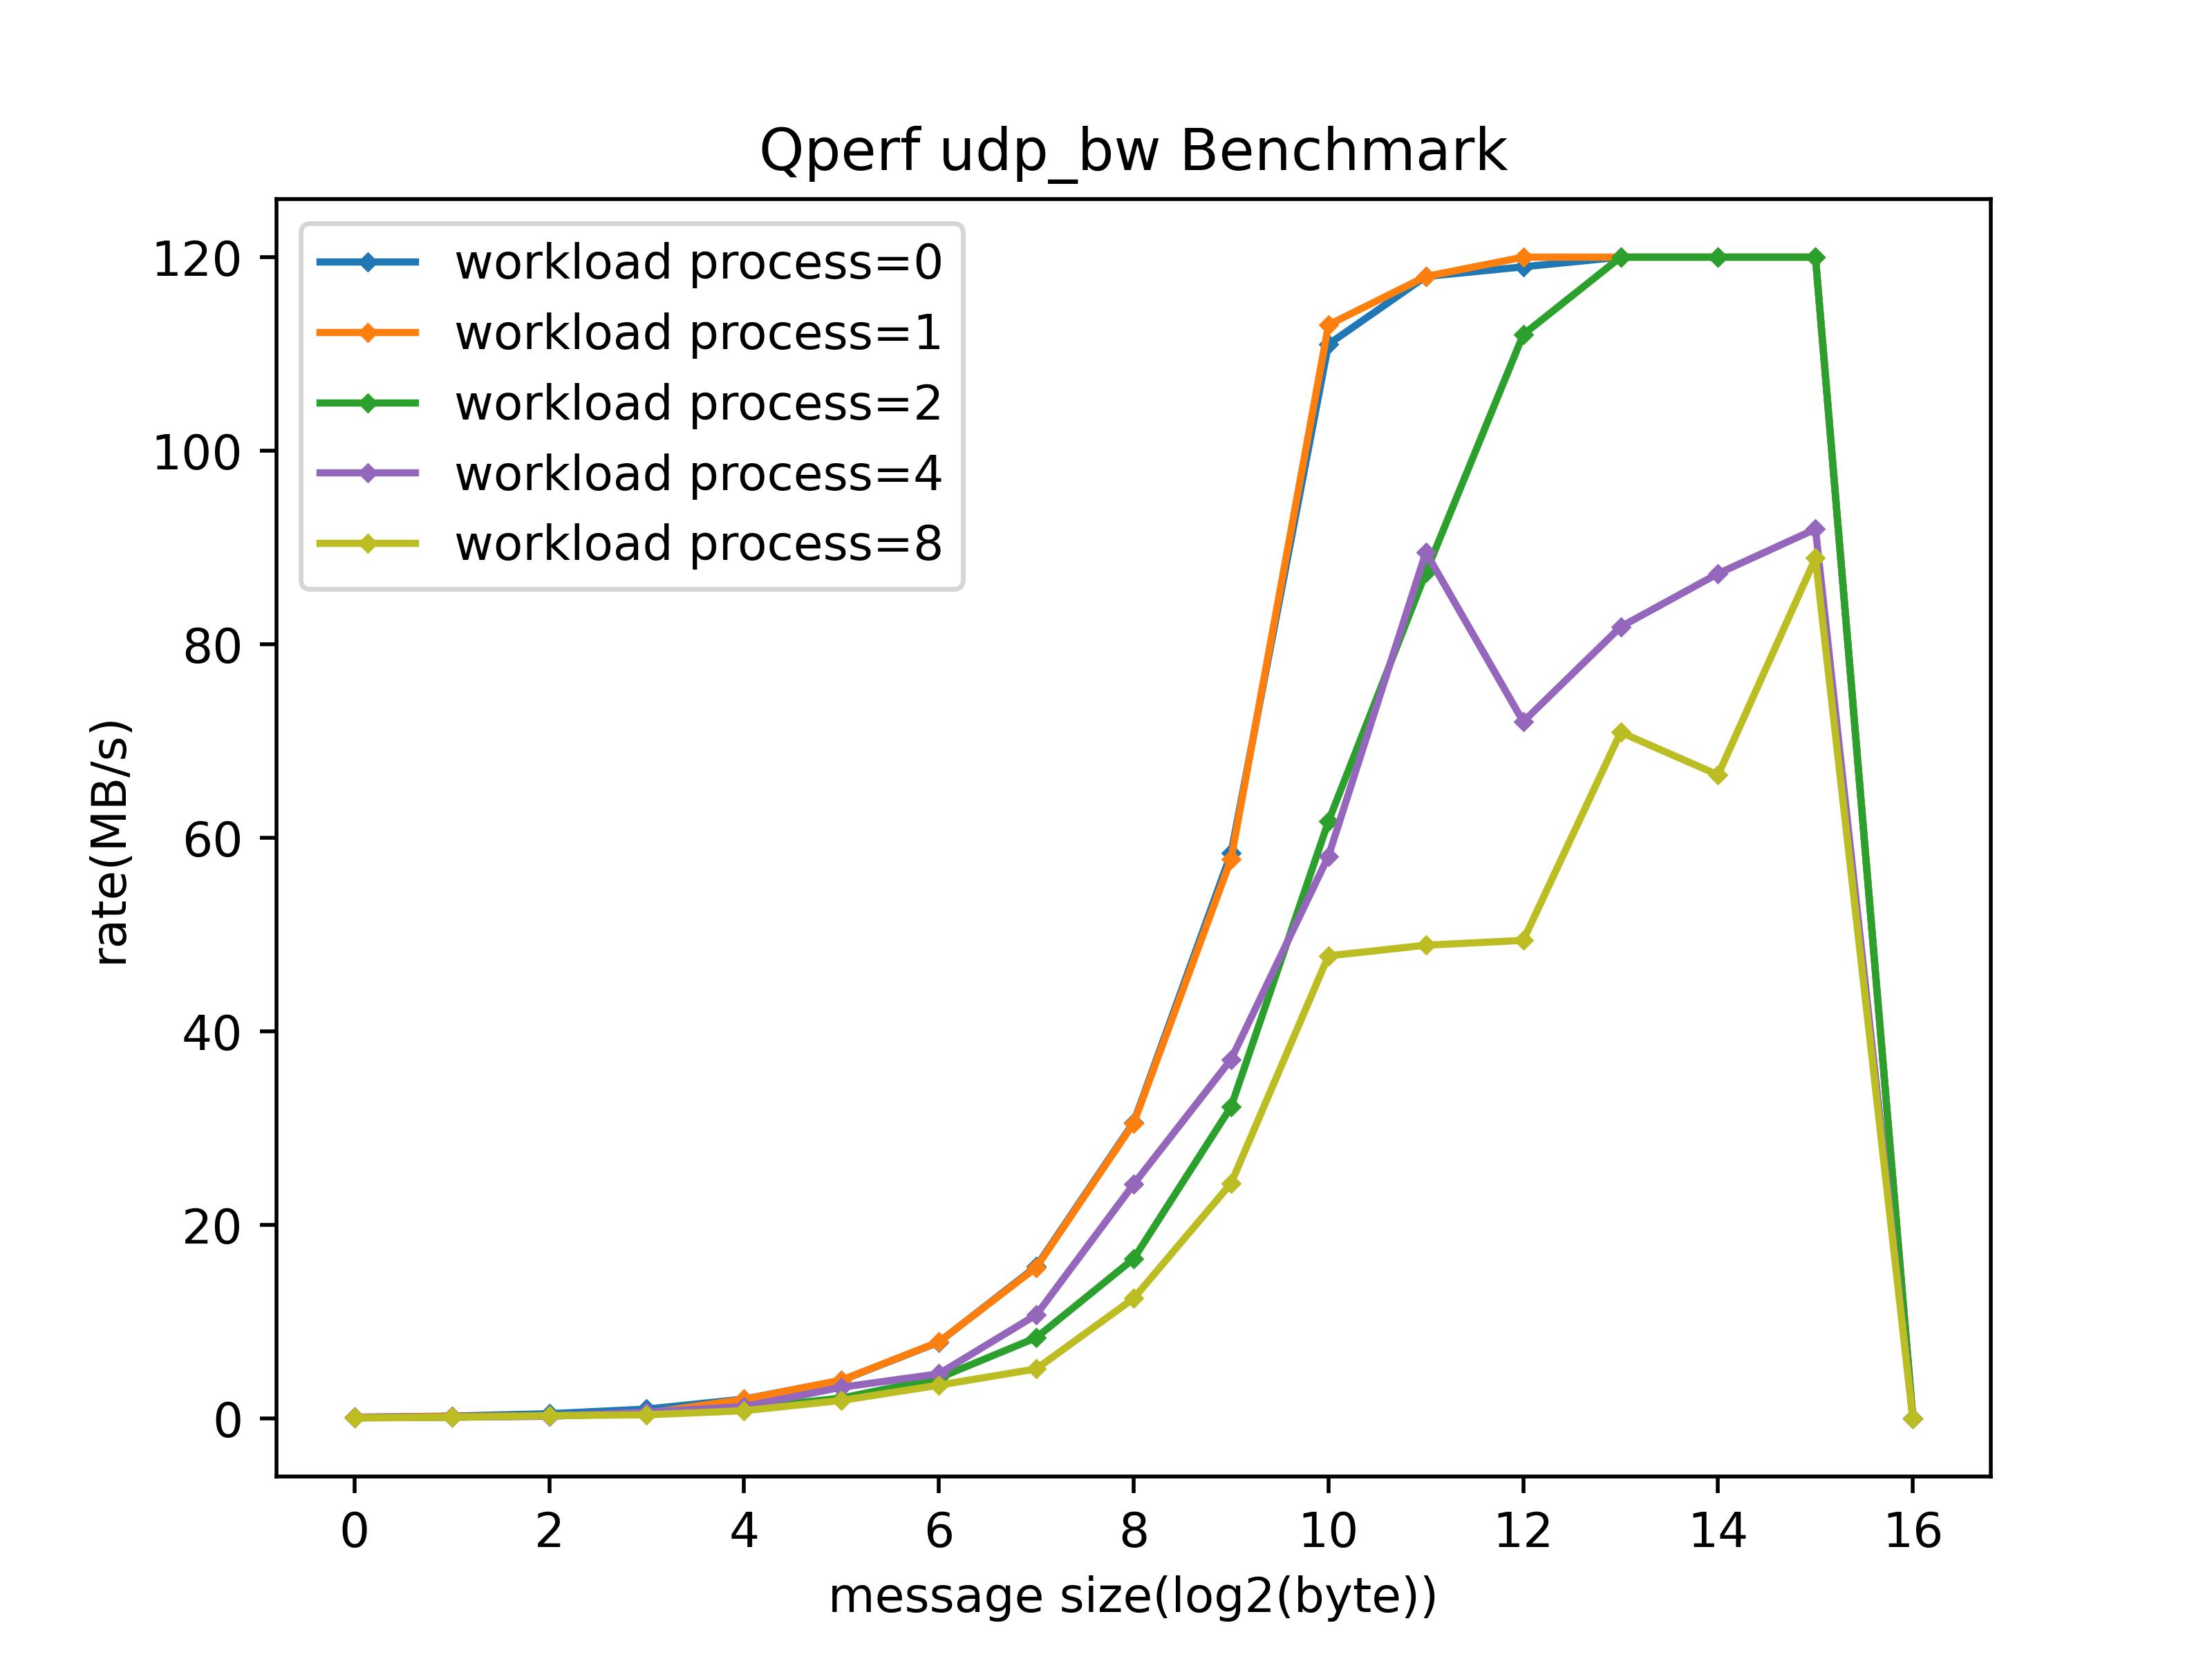 Qperf udp_bw Benchmark
workload process=0
workload process=1
workload process=2
workload process=4
workload process=8
120
100
80
60
40
20
0
rate(MB/s)
0 2 4 6 8 10 12 14 16
message size(log2(byte))